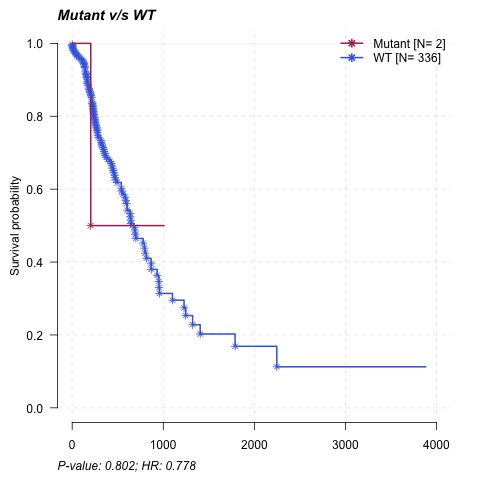 Mutant v/s WT
Mutant [N= 2]
WT [N= 336]
Survival probability
1.0
0.8
0.6
0.4
0.2
0.0
0 1000 2000 3000 4000
P-value: 0.802; HR: 0.778